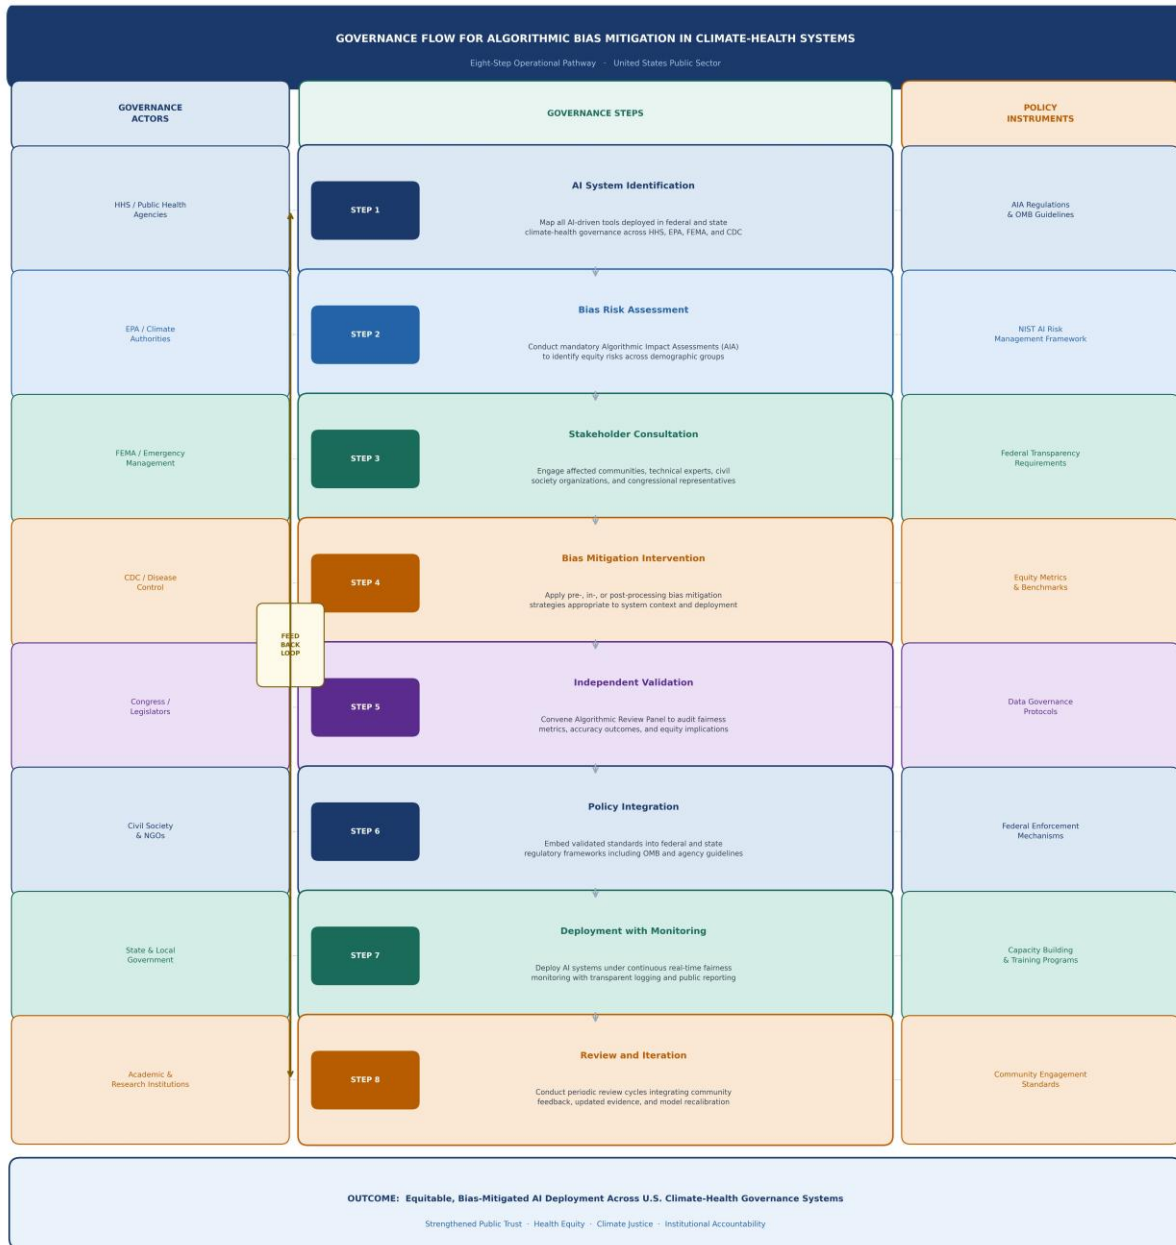 GOVERNANCE FLOW FOR ALGORITHMIC BIAS MITIGATION IN CLIMATE-HEALTH SYSTEMS
Eight-Step Operational Pathway · United States Public Sector
GOVERNANCE
ACTORS
GOVERNANCE STEPS
POLICY
INSTRUMENTS
HHS / Public Health
Agencies
STEP 1
AI System Identification
Map all AI-driven tools deployed in federal and state
climate-health governance across HHS, EPA, FEMA, and CDC
AIA Regulations
& OMB Guidelines
EPA / Climate
Authorities
STEP 2
Bias Risk Assessment
Conduct mandatory Algorithmic Impact Assessments (AIA)
to identify equity risks across demographic groups
NIST AI Risk
Management Framework
FEMA / Emergency
Management
STEP 3
Stakeholder Consultation
Engage affected communities, technical experts, civil
society organizations, and congressional representatives
Federal Transparency
Requirements
CDC / Disease
Control
STEP 4
Bias Mitigation Intervention
Apply pre-, in-, or post-processing bias mitigation
strategies appropriate to system context and deployment
Equity Metrics
& Benchmarks
FEED
BACK
LOOP
Congress /
Legislators
STEP 5
Independent Validation
Convene Algorithmic Review Panel to audit fairness
metrics, accuracy outcomes, and equity implications
Data Governance
Protocols
Civil Society
& NGOs
STEP 6
Policy Integration
Embed validated standards into federal and state
regulatory frameworks including OMB and agency guidelines
Federal Enforcement
Mechanisms
State & Local
Government
STEP 7
Deployment with Monitoring
Deploy AI systems under continuous real-time fairness
monitoring with transparent logging and public reporting
Capacity Building
& Training Programs
Academic &
Research Institutions
STEP 8
Review and Iteration
Conduct periodic review cycles integrating community
feedback, updated evidence, and model recalibration
Community Engagement
Standards
OUTCOME: Equitable, Bias-Mitigated AI Deployment Across U.S. Climate-Health Governance Systems
Strengthened Public Trust · Health Equity · Climate Justice · Institutional Accountability